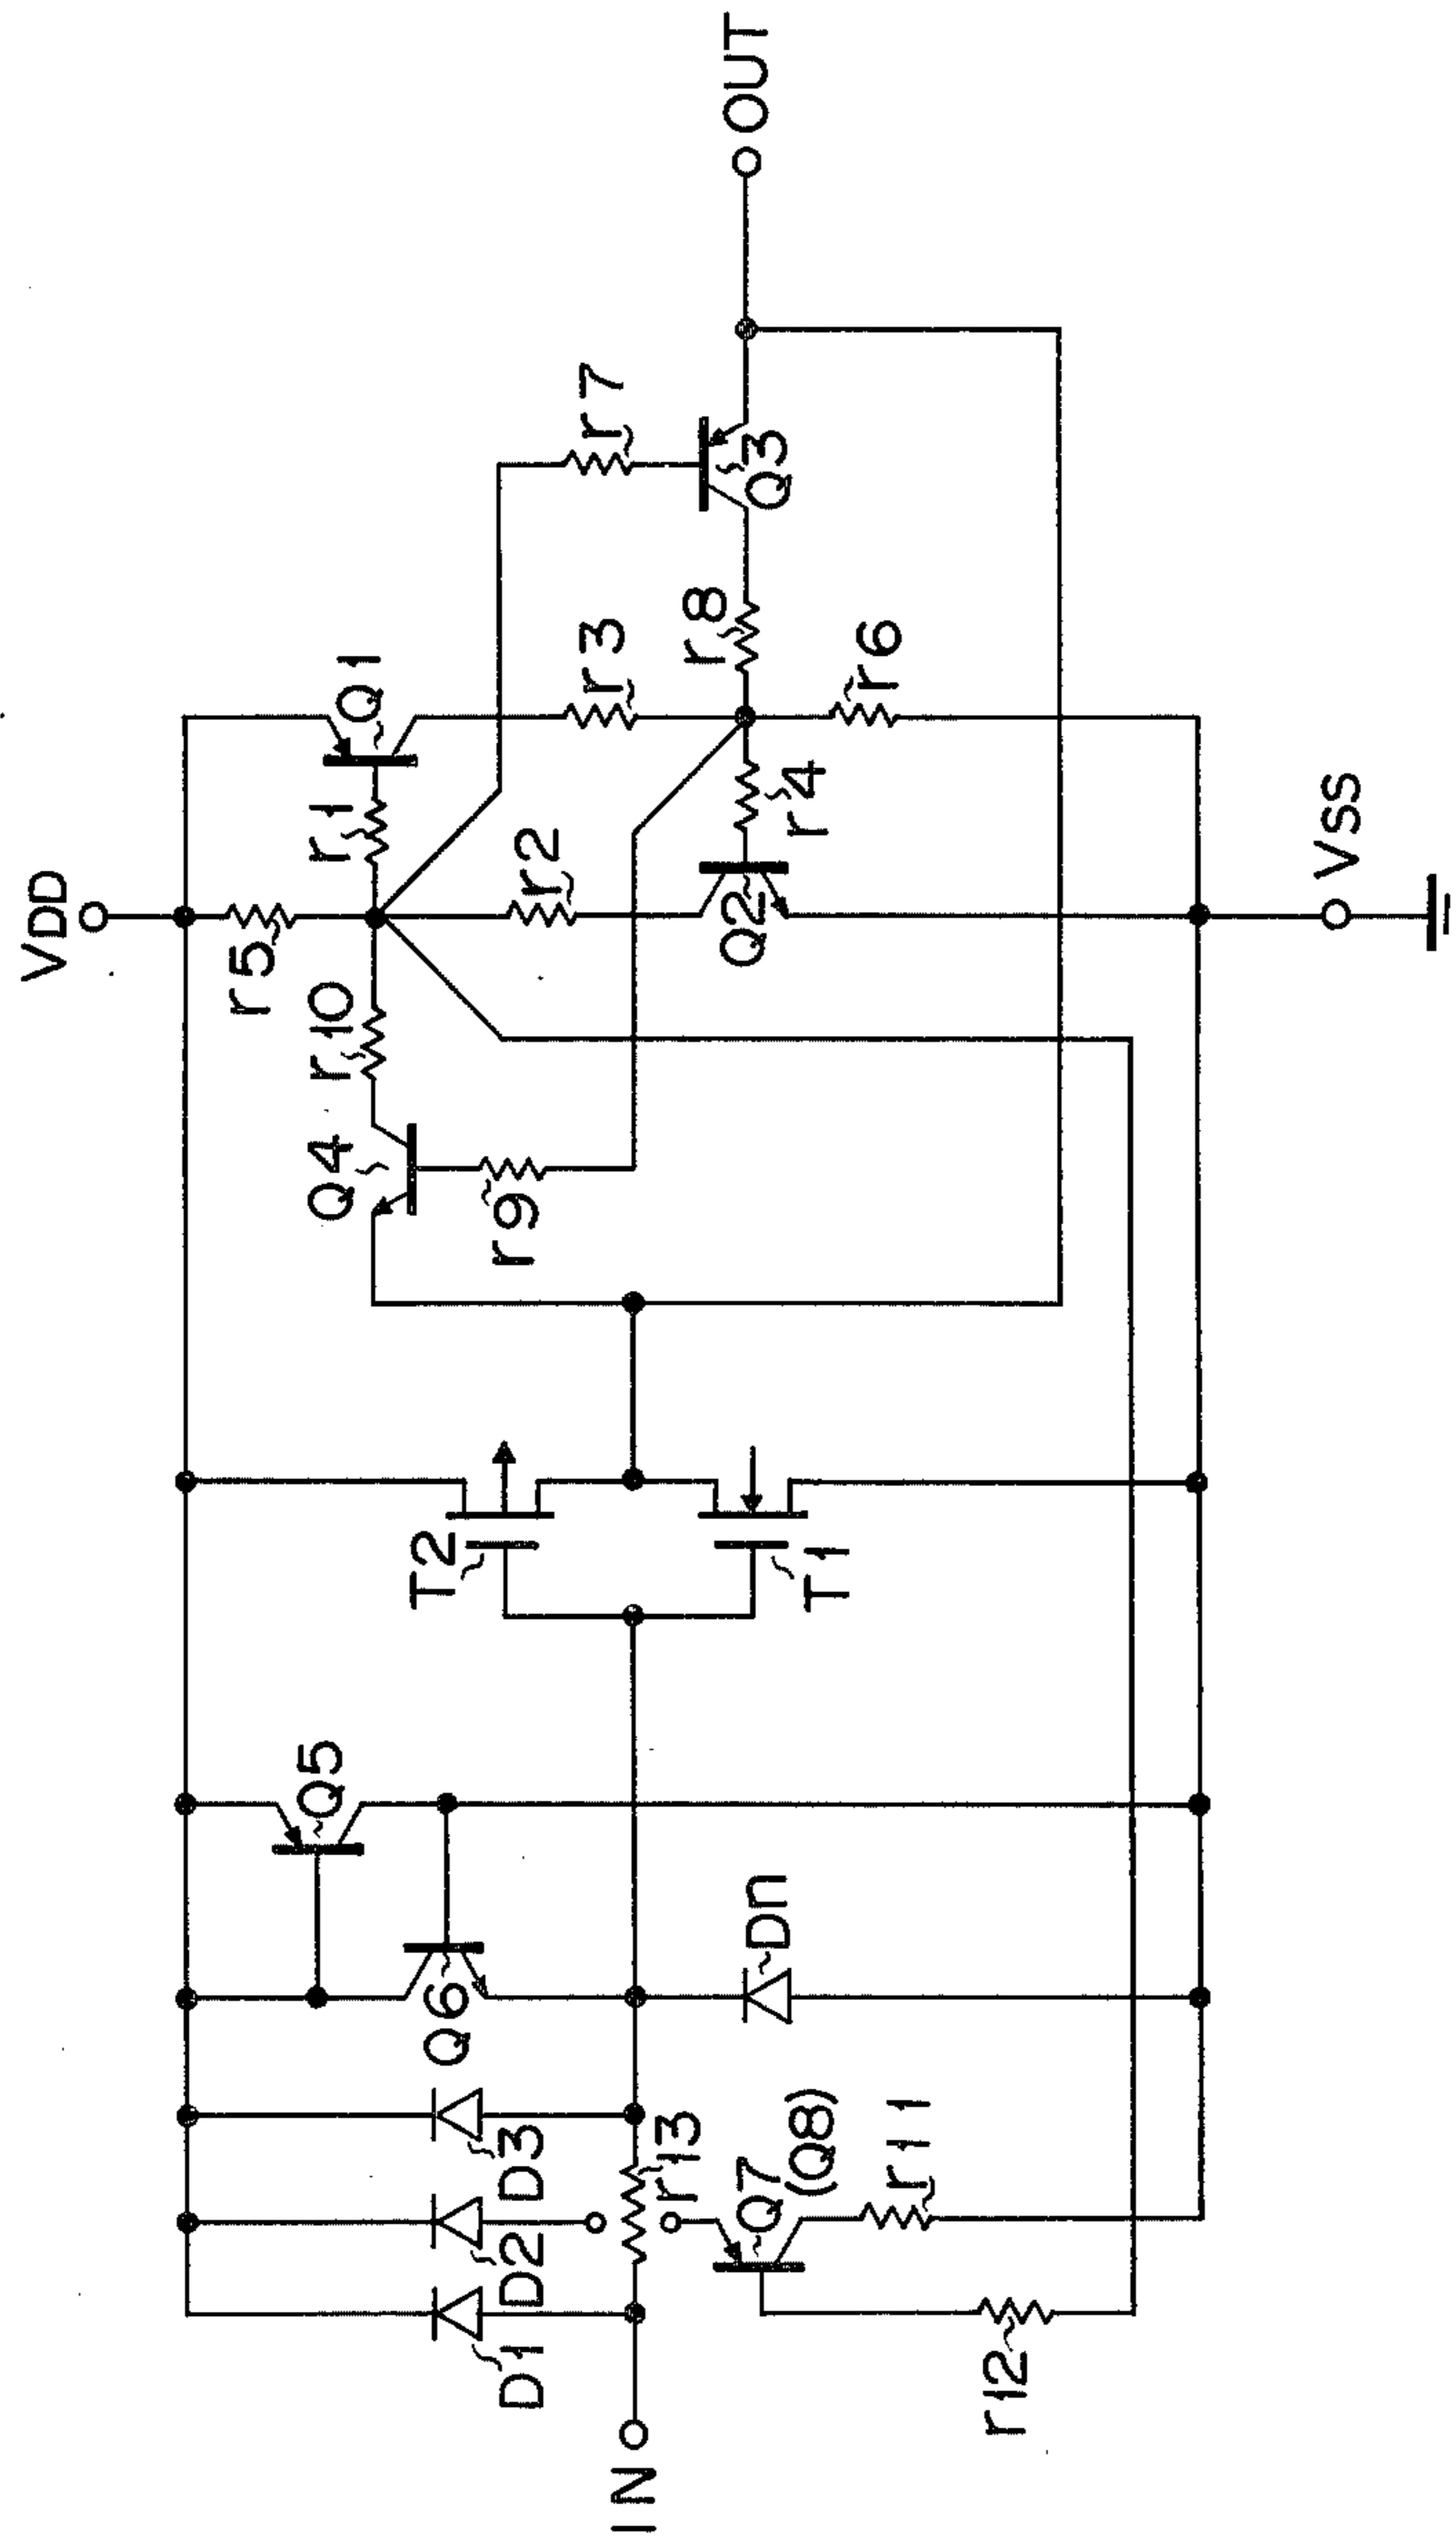 VDD
OUT
r5
r1
Q1
r10
Q4
r2
r3
r7
r9
r8
Q3
Q2
r4
r6
VSS
T2
T1
Q5
Q6
Dn
D3
D2
D1
r13
Q7
(Q8)
r11
r12
IN